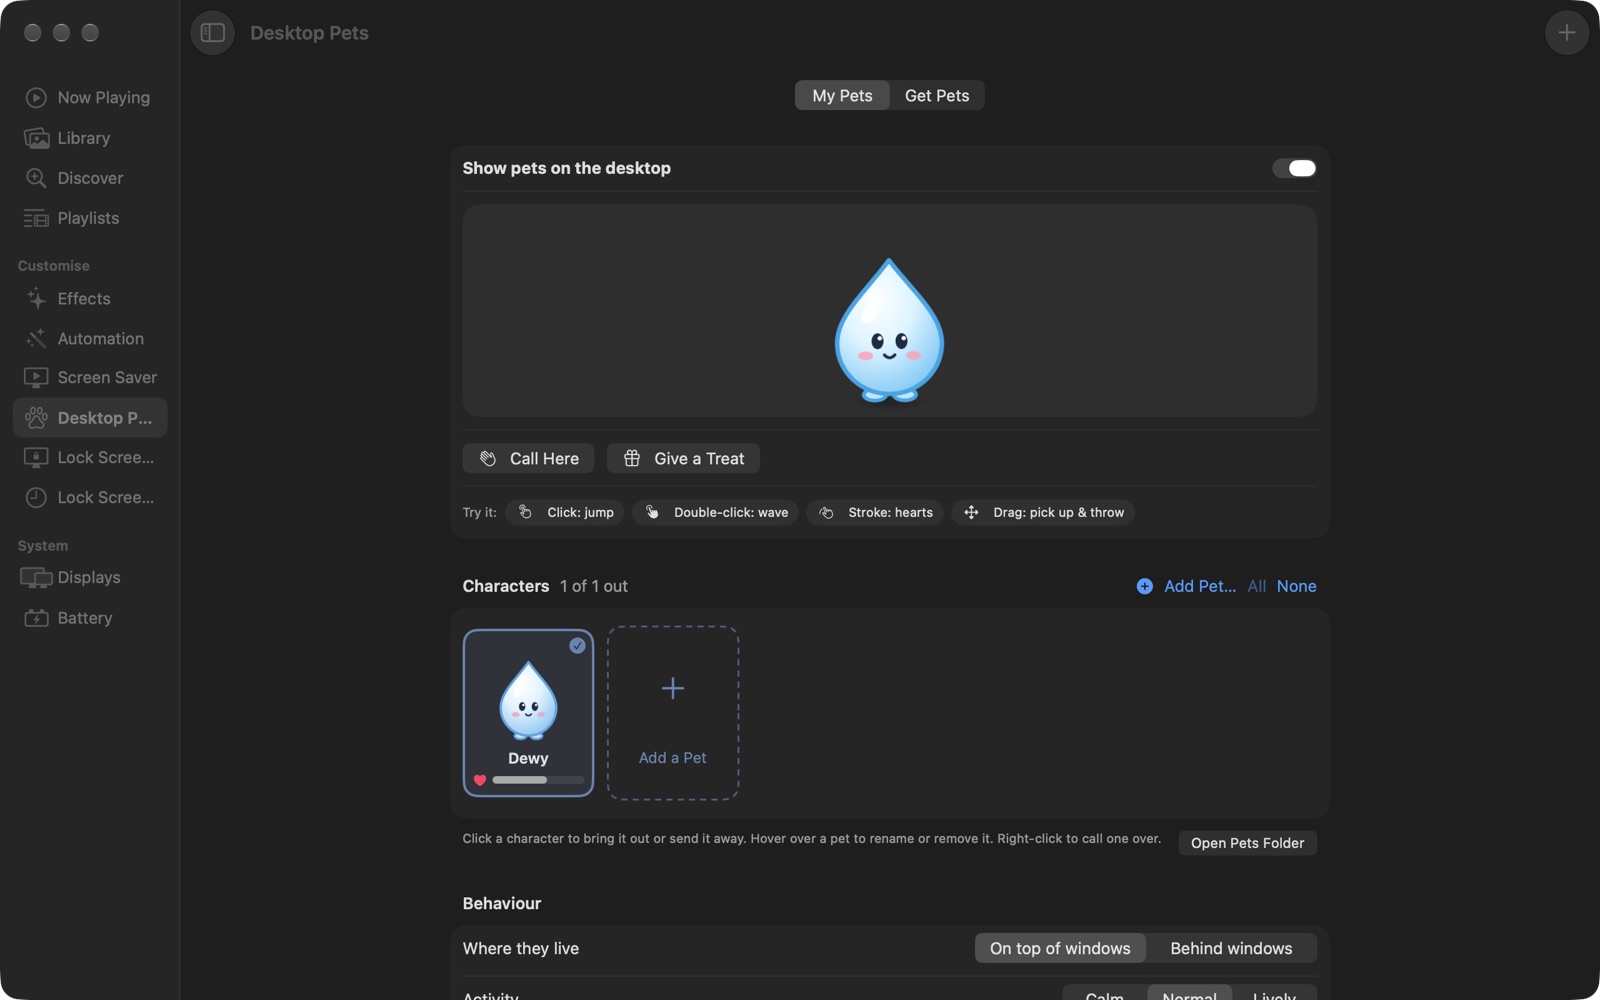 Desktop Pets
Now Playing
Library
Discover
Playlists
Customise
Effects
Automation
Screen Saver
Desktop P...
Lock Scree...
Lock Scree...
System
Displays
Battery
My Pets
Get Pets
Show pets on the desktop
Call Here
Give a Treat
Try it:
Click: jump
Double-click: wave
Stroke: hearts
Drag: pick up & throw
Characters 1 of 1 out
Add Pet...
All
None
Dewy
Add a Pet
Click a character to bring it out or send it away. Hover over a pet to rename or remove it. Right-click to call one over.
Open Pets Folder
Behaviour
Where they live
On top of windows
Behind windows
Activity
Calm
Normal
Lively